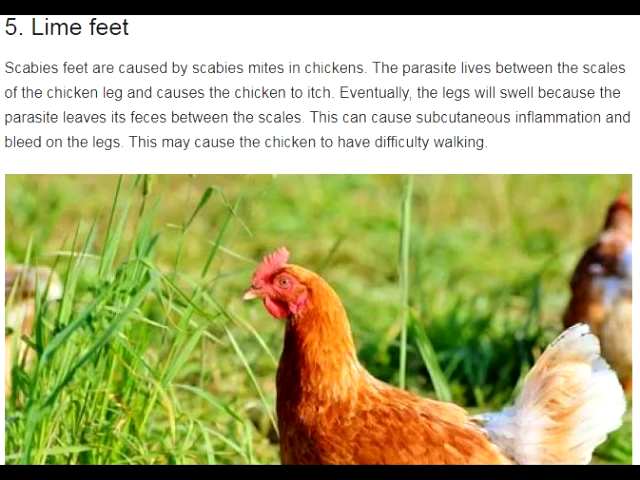 5. Lime feet
Scabies feet are caused by scabies mites in chickens. The parasite lives between the scales
of the chicken leg and causes the chicken to itch. Eventually, the legs will swell because the
parasite leaves its feces between the scales. This can cause subcutaneous inflammation and
bleed on the legs. This may cause the chicken to have difficulty walking.